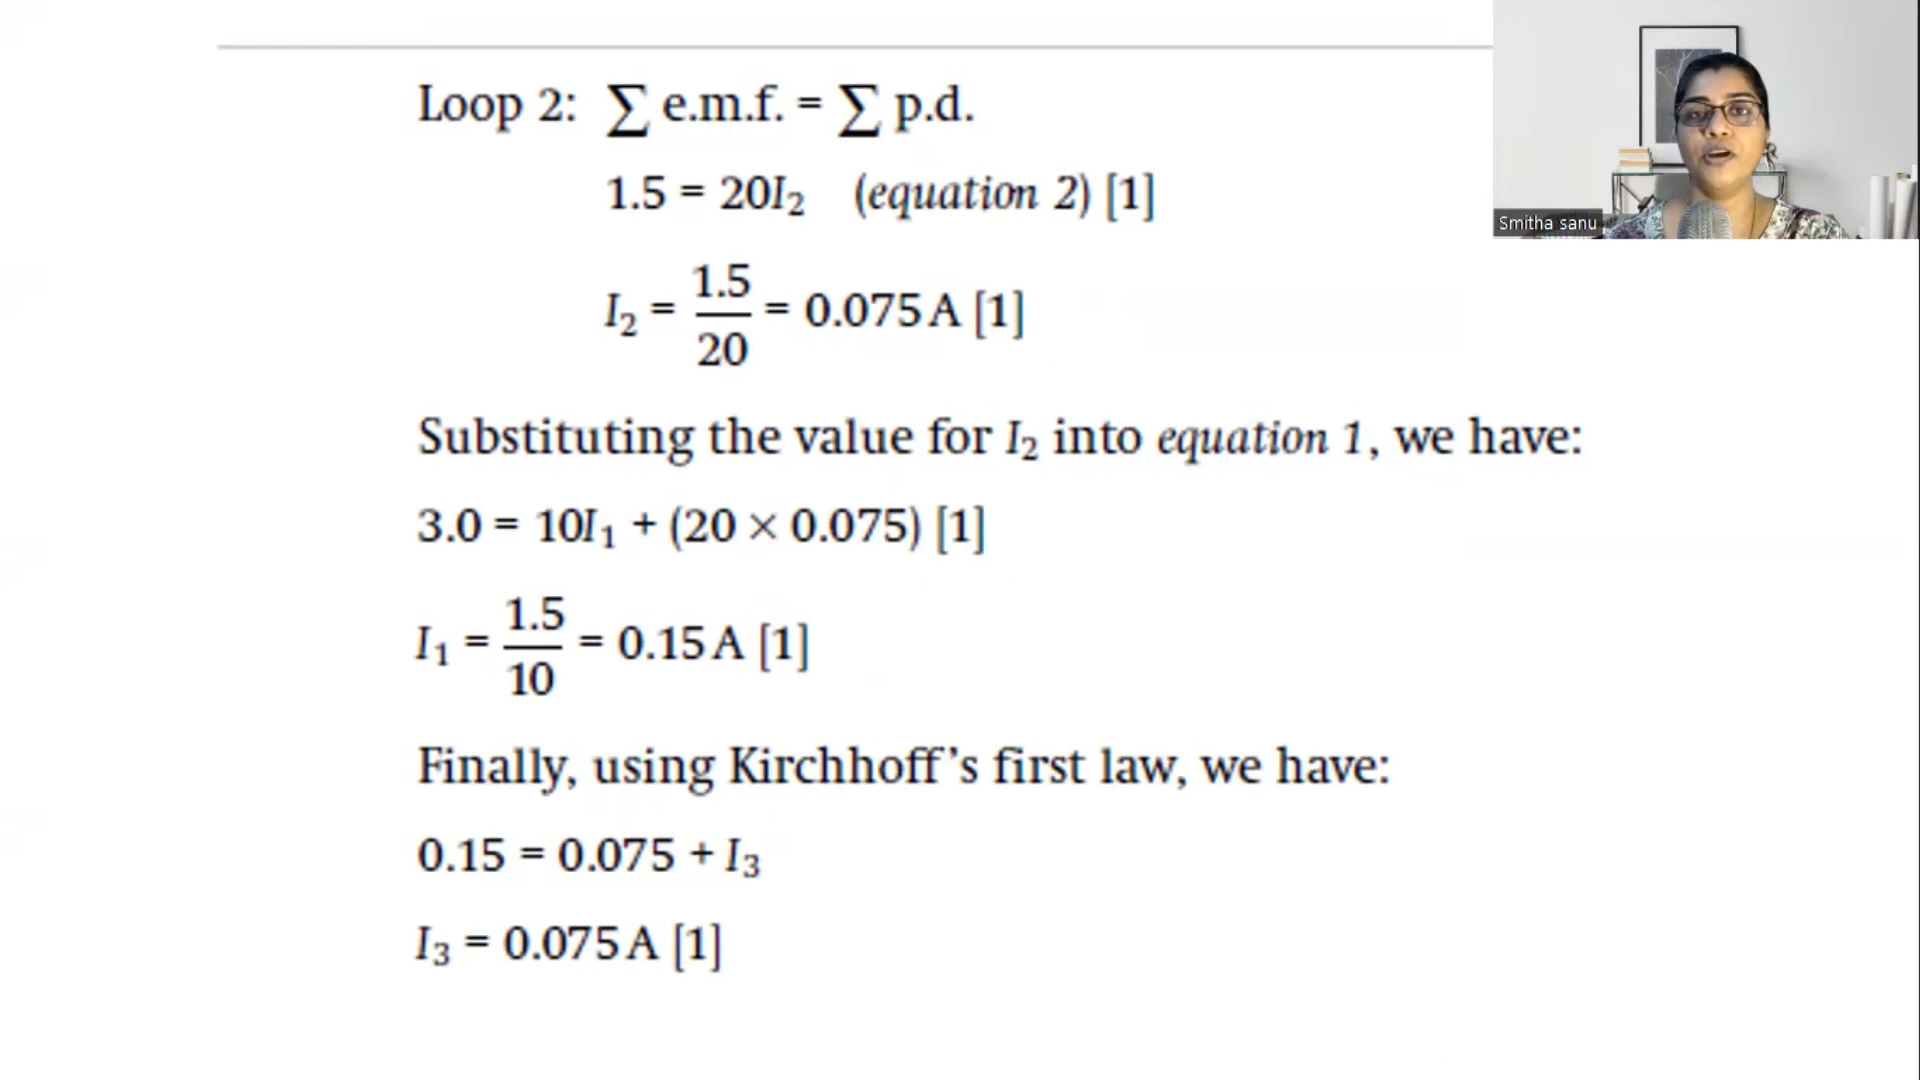 Loop 2: ∑ e.m.f. = ∑ p.d.
1.5 = 20I₂ (equation 2) [1]
I₂ = 1.5/20 = 0.075 A [1]
Substituting the value for I₂ into equation 1, we have:
3.0 = 10I₁ + (20 × 0.075) [1]
I₁ = 1.5/10 = 0.15 A [1]
Finally, using Kirchhoff's first law, we have:
0.15 = 0.075 + I₃
I₃ = 0.075 A [1]
Smitha sanu